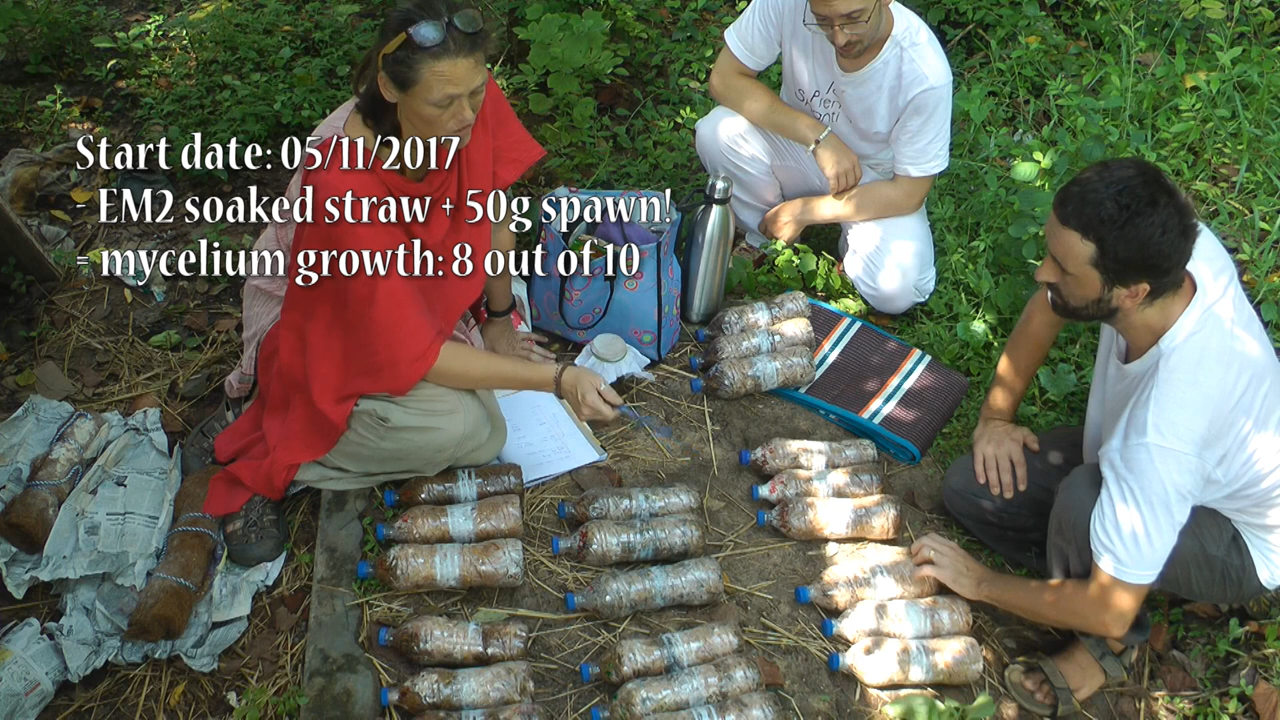 Start date: 05/11/2017
- EM2 soaked straw + 50g spawn!
= mycelium growth: 8 out of 10